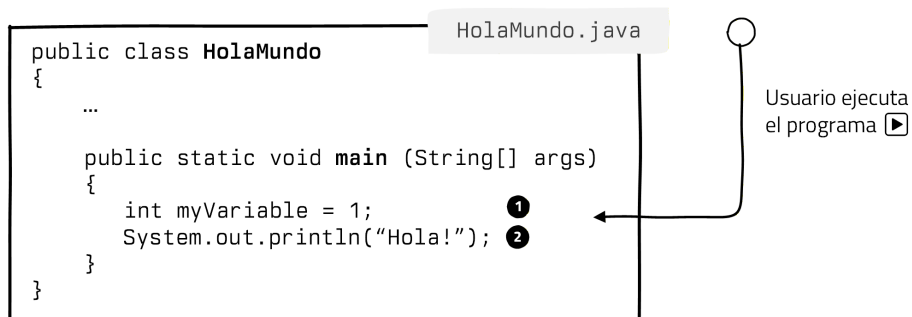 HolaMundo.java
public class HolaMundo
{
...
public static void main (String[] args)
{
int myVariable = 1; 1
System.out.println(“Hola!”); 2
}
}
Usuario ejecuta
el programa